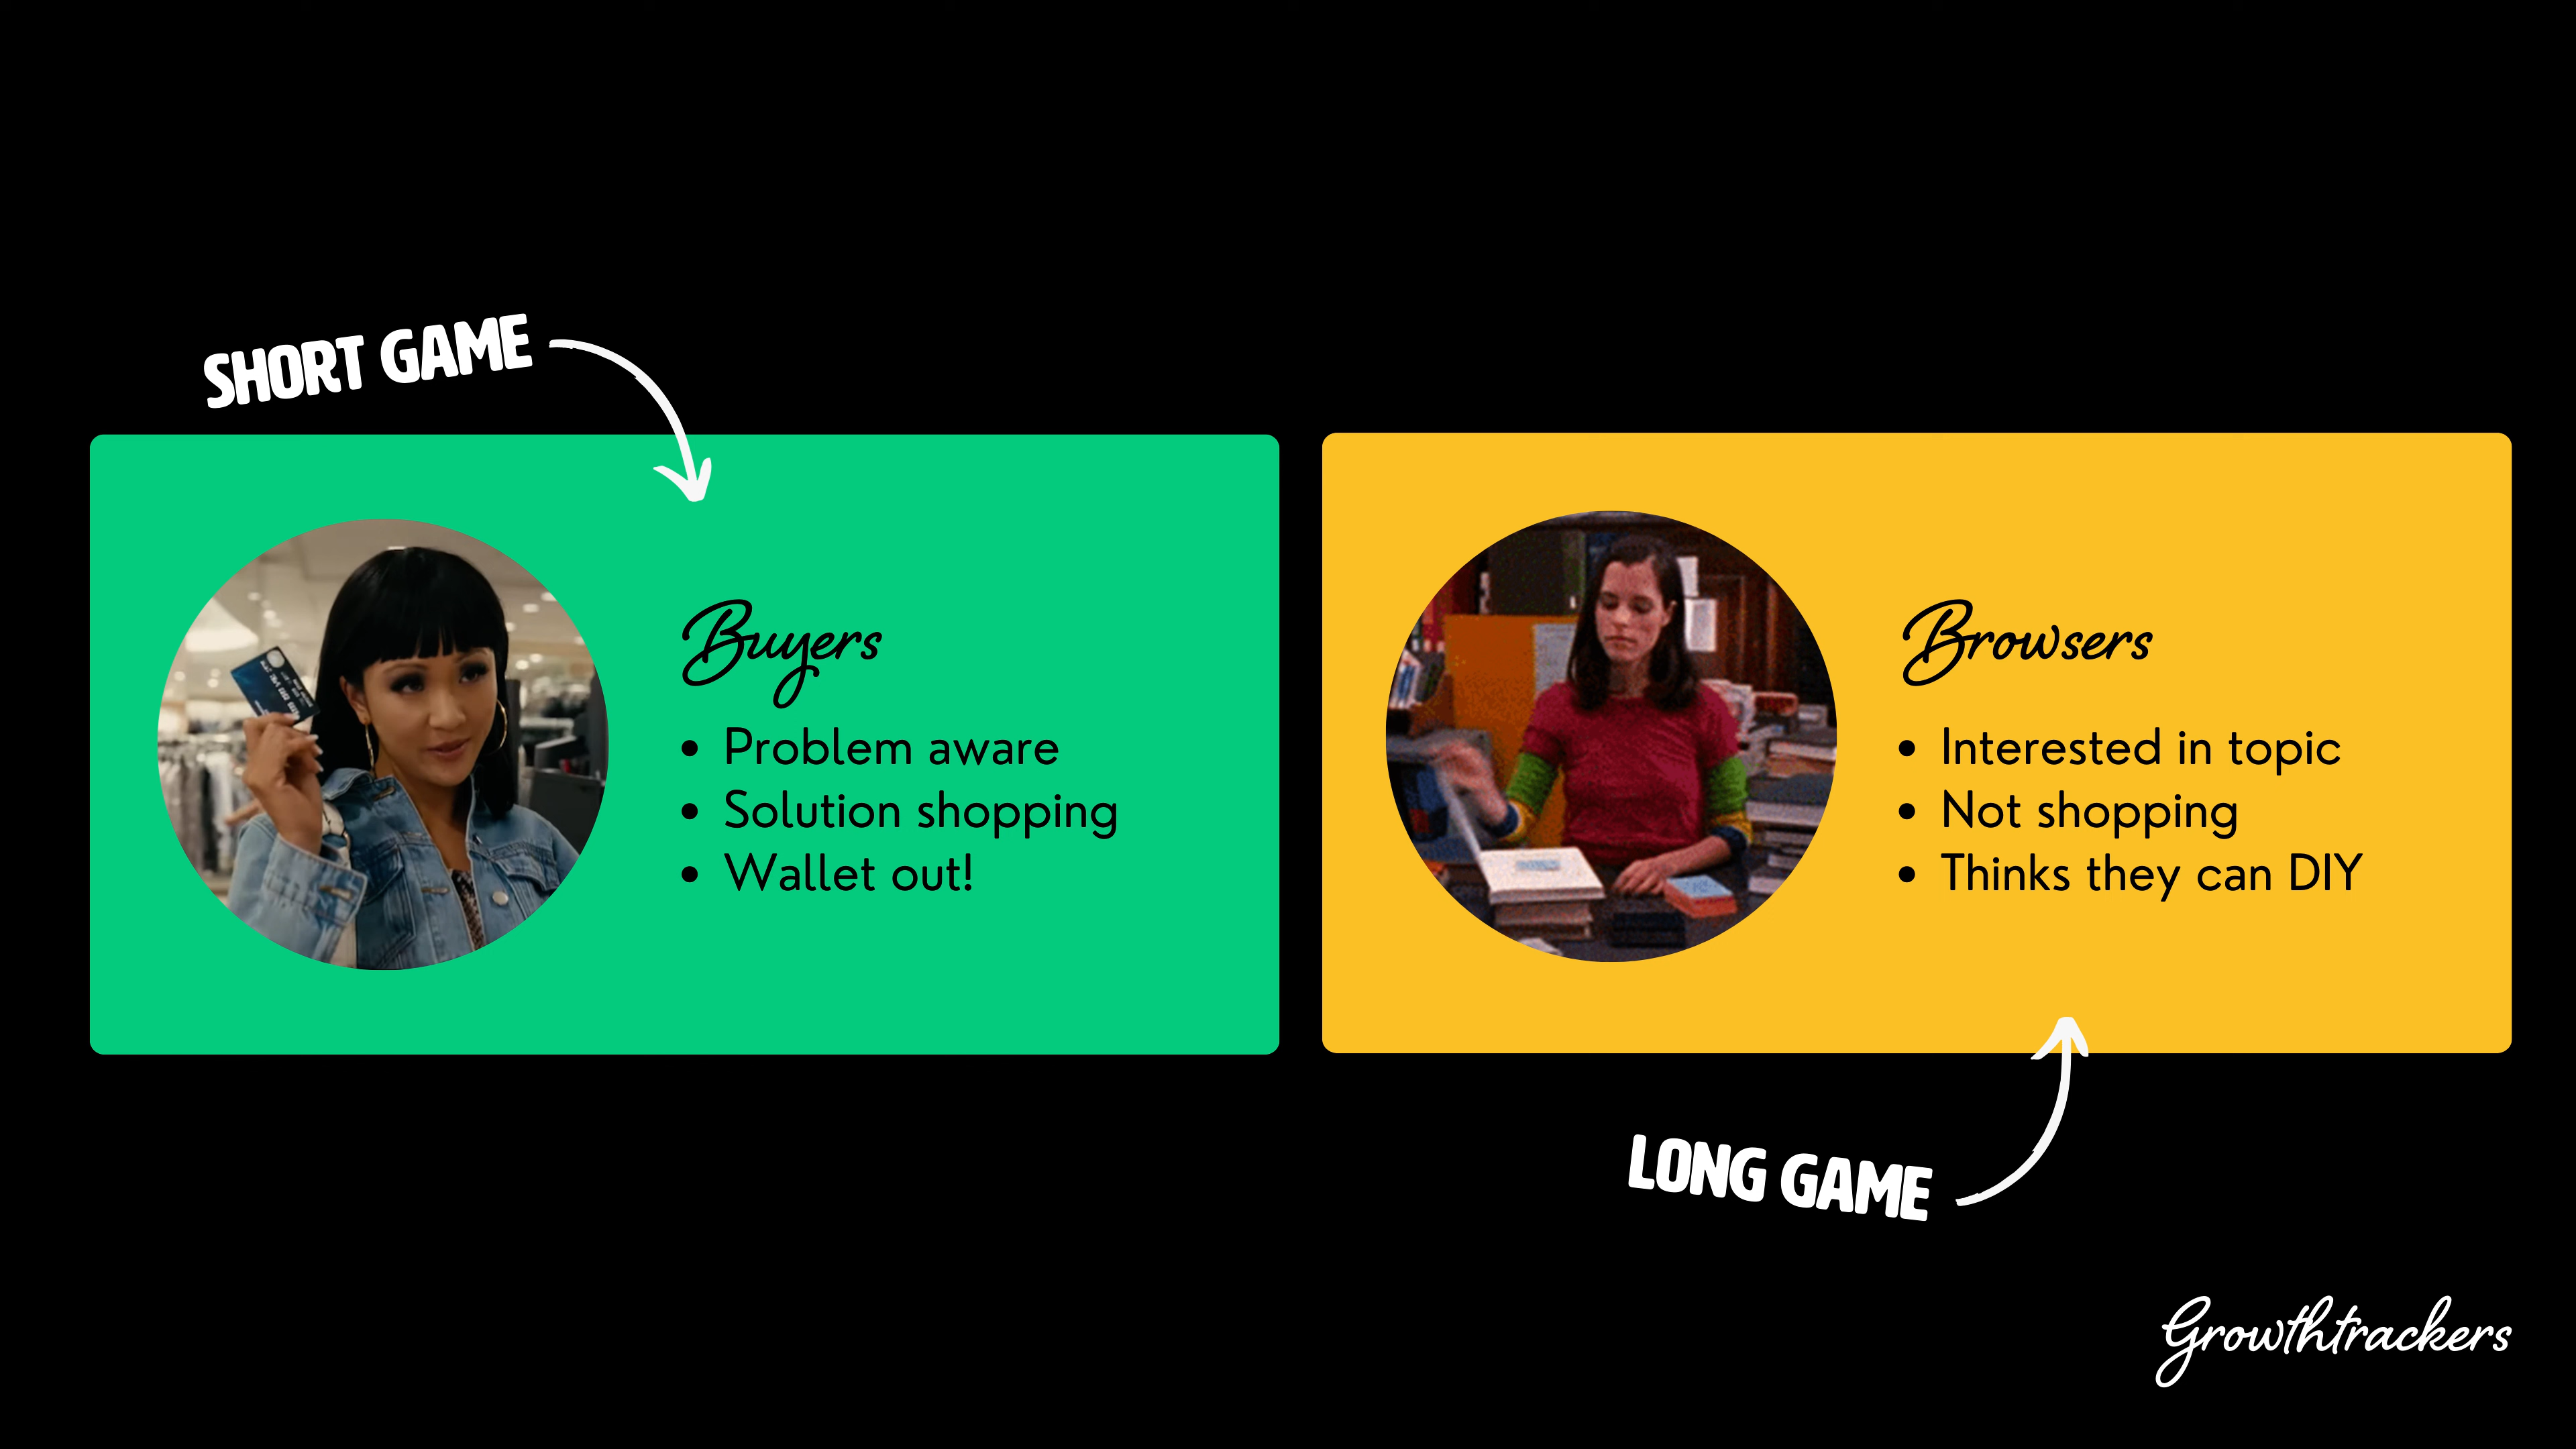 SHORT GAME
Buyers
• Problem aware
• Solution shopping
• Wallet out!
Browsers
• Interested in topic
• Not shopping
• Thinks they can DIY
LONG GAME
Growthtrackers